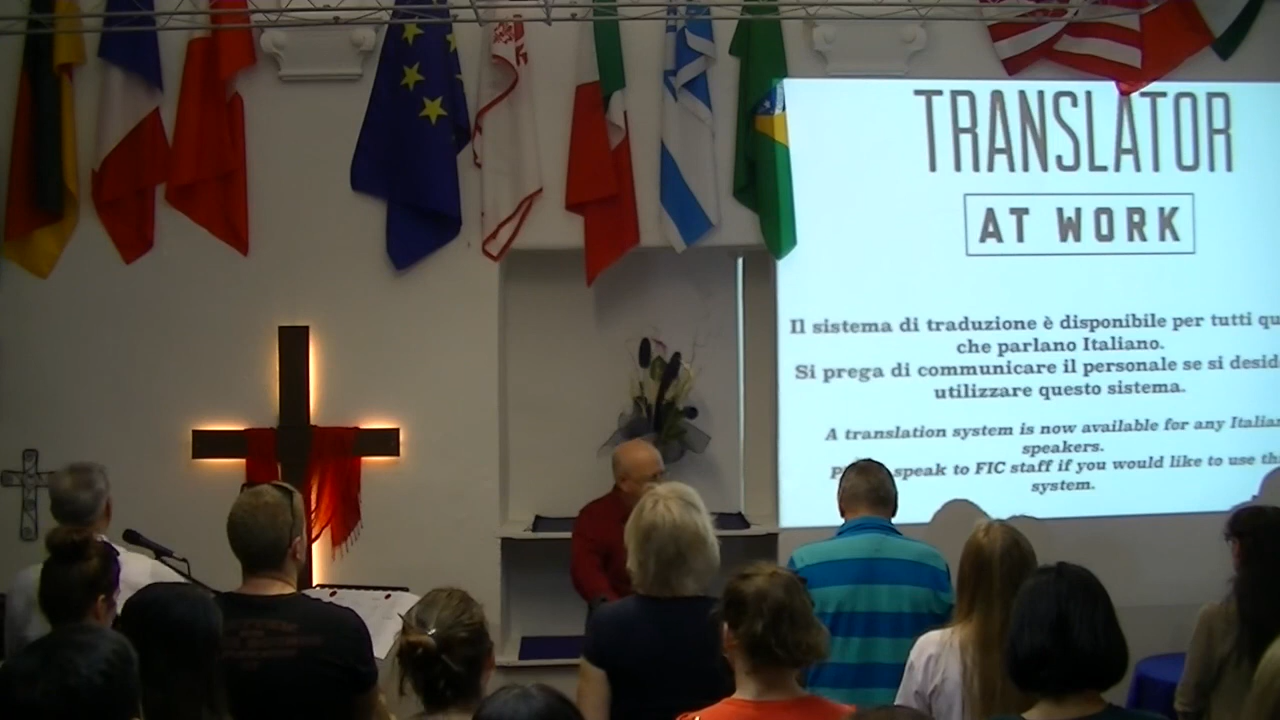 TRANSLATOR
AT WORK
Il sistema di traduzione è disponibile per tutti
che parlano Italiano.
Si prega di communicare il personale se si
utilizzare questo sistema.
A translation system is now available for any
speakers.
speak to FIC staff if you would like to use
system.